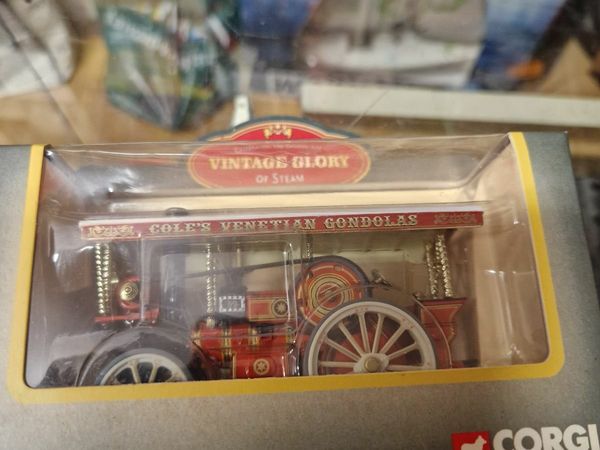 VINTAGE GLORY
OF STEAM
COLE'S VENETIAN GONDOLAS
CORGI